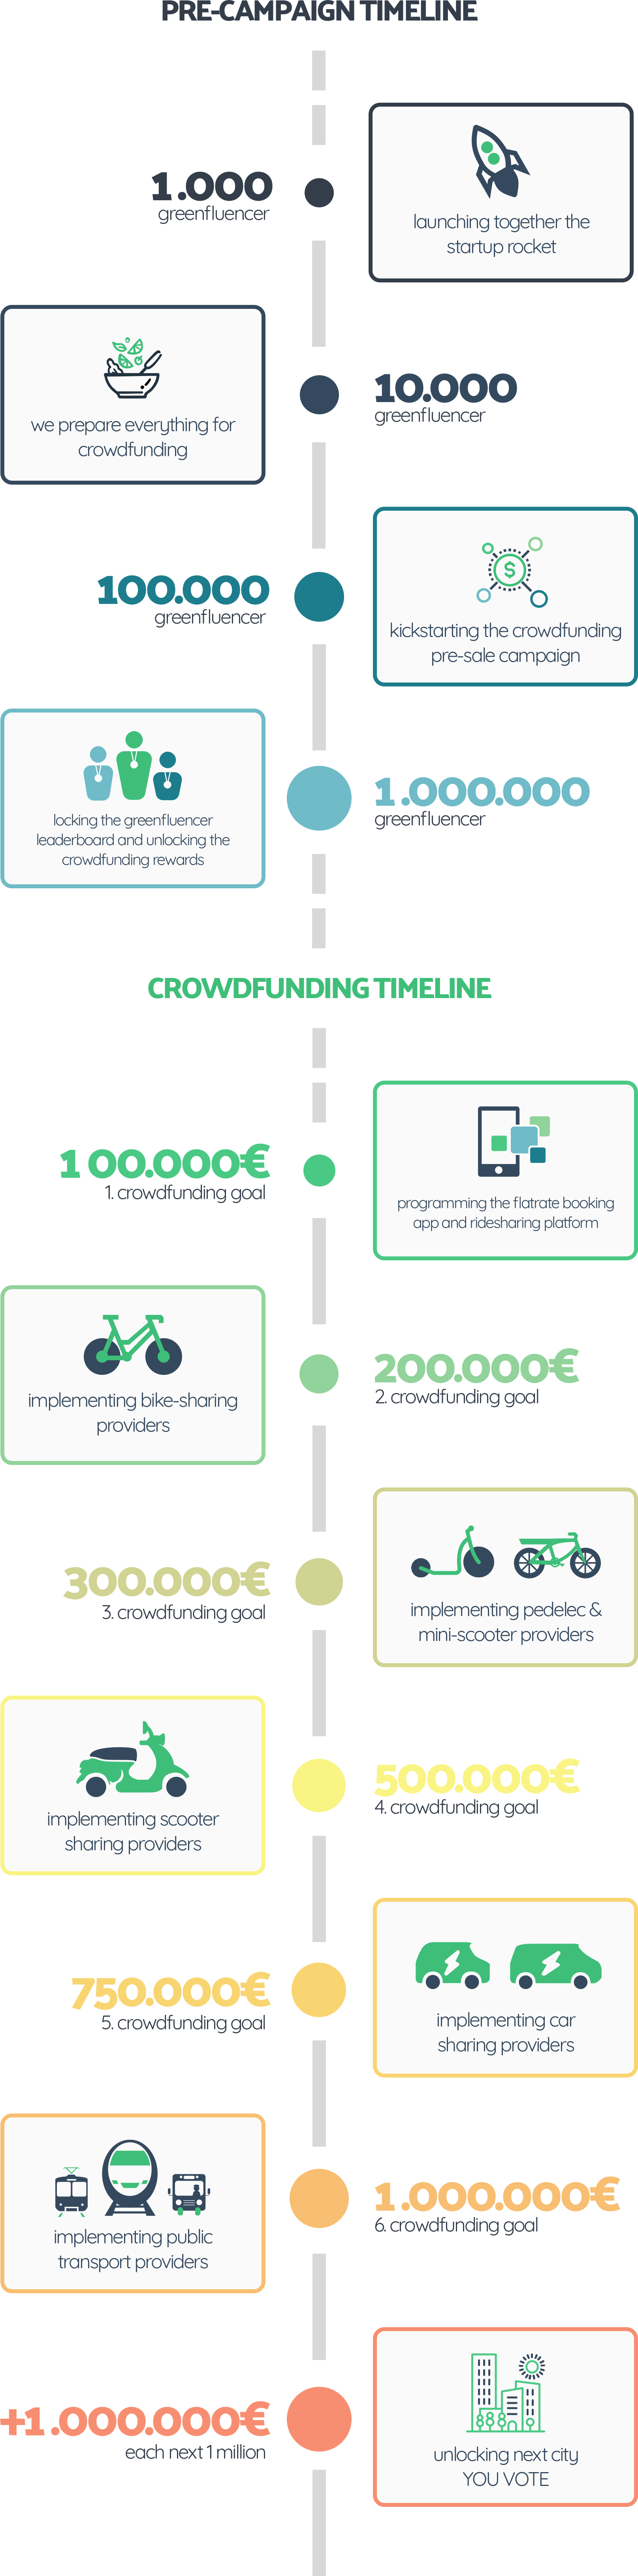 PRE-CAMPAIGN TIMELINE
1.000
greenfluencer
launching together the
startup rocket
we prepare everything for
crowdfunding
10.000
greenfluencer
100.000
greenfluencer
$
kickstarting the crowdfunding
pre-sale campaign
locking the greenfluencer
leaderboard and unlocking the
crowdfunding rewards
1.000.000
greenfluencer
CROWDFUNDING TIMELINE
100.000€
1. crowdfunding goal
programming the flatrate booking
app and ridesharing platform
implementing bike-sharing
providers
200.000€
2. crowdfunding goal
300.000€
3. crowdfunding goal
implementing pedelec &
mini-scooter providers
implementing scooter
sharing providers
500.000€
4. crowdfunding goal
750.000€
5. crowdfunding goal
implementing car
sharing providers
implementing public
transport providers
1.000.000€
6. crowdfunding goal
+1.000.000€
each next 1 million
unlocking next city
YOU VOTE